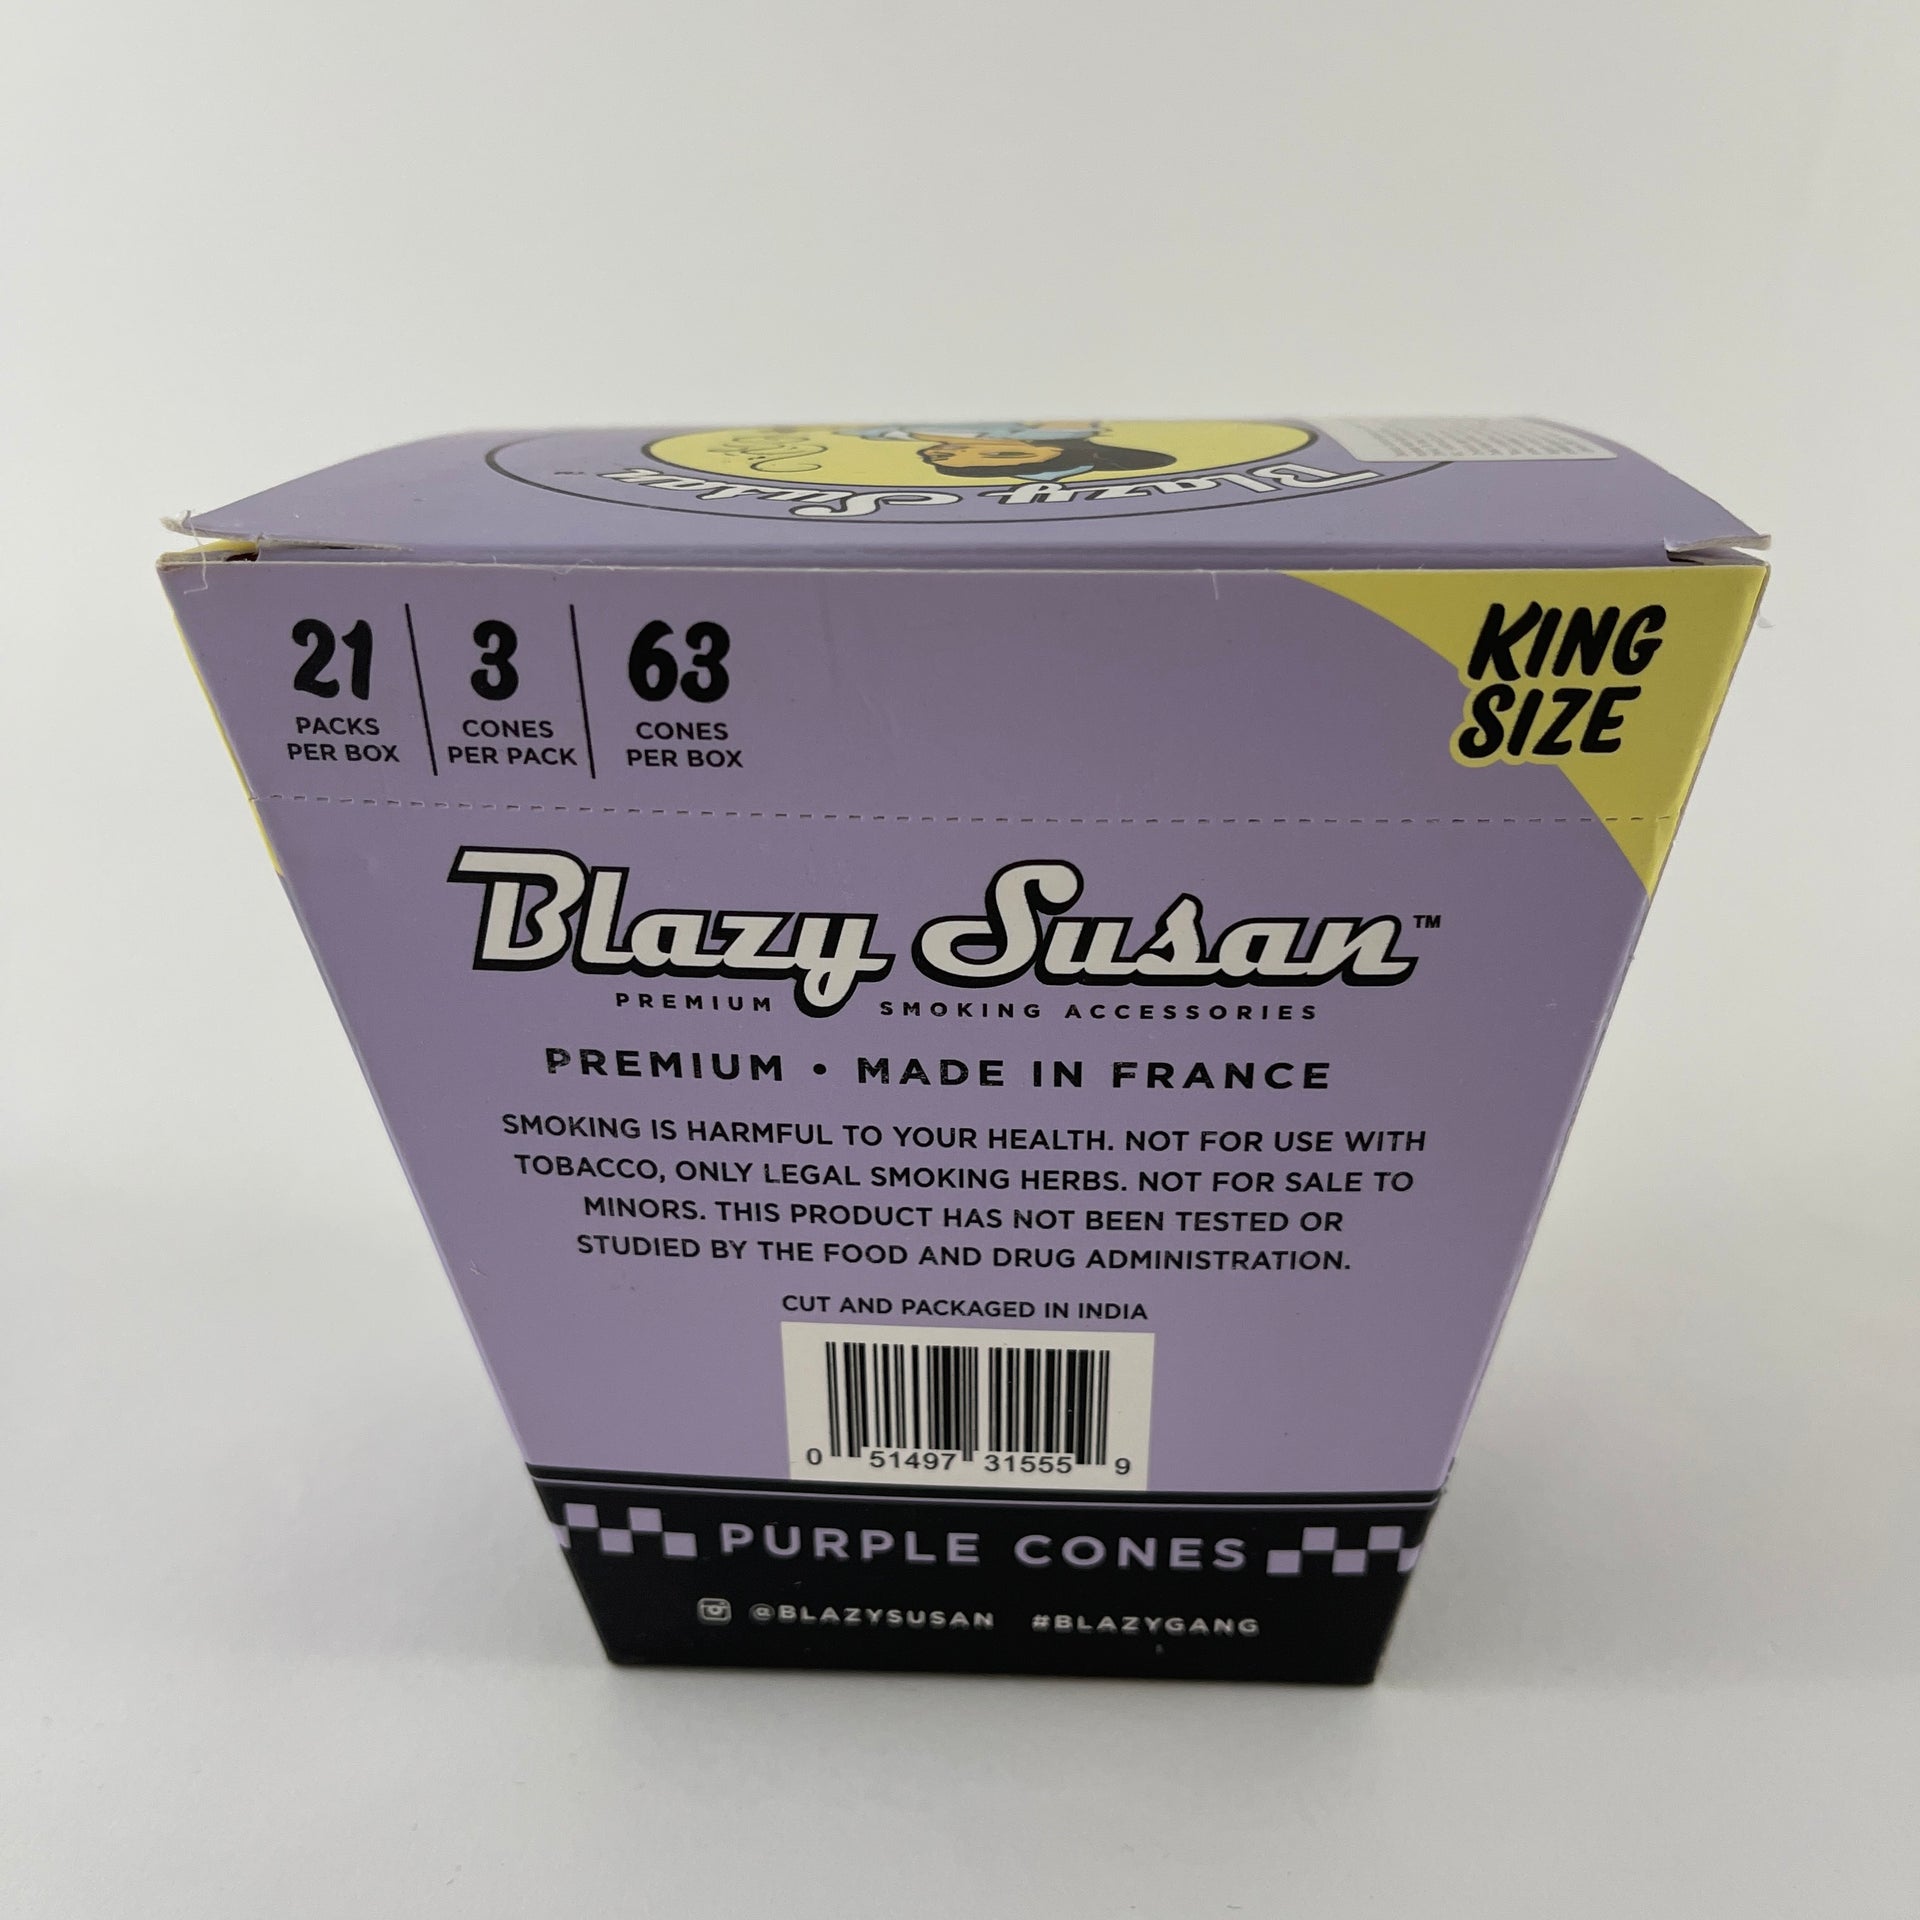 Blazy Susan
21
PACKS
PER BOX
3
CONES
PER PACK
63
CONES
PER BOX
KING
SIZE
Blazy Susan™
PREMIUM SMOKING ACCESSORIES
PREMIUM • MADE IN FRANCE
SMOKING IS HARMFUL TO YOUR HEALTH. NOT FOR USE WITH
TOBACCO, ONLY LEGAL SMOKING HERBS. NOT FOR SALE TO
MINORS. THIS PRODUCT HAS NOT BEEN TESTED OR
STUDIED BY THE FOOD AND DRUG ADMINISTRATION.
CUT AND PACKAGED IN INDIA
0 51497 31555 9
PURPLE CONES
@BLAZYSUSAN #BLAZYGANG